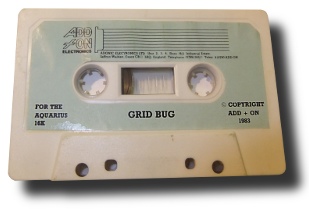 ADD
ON
ELECTRONICS
FOR THE
AQUARIUS
16K
GRID BUG
© COPYRIGHT
ADD + ON
1983